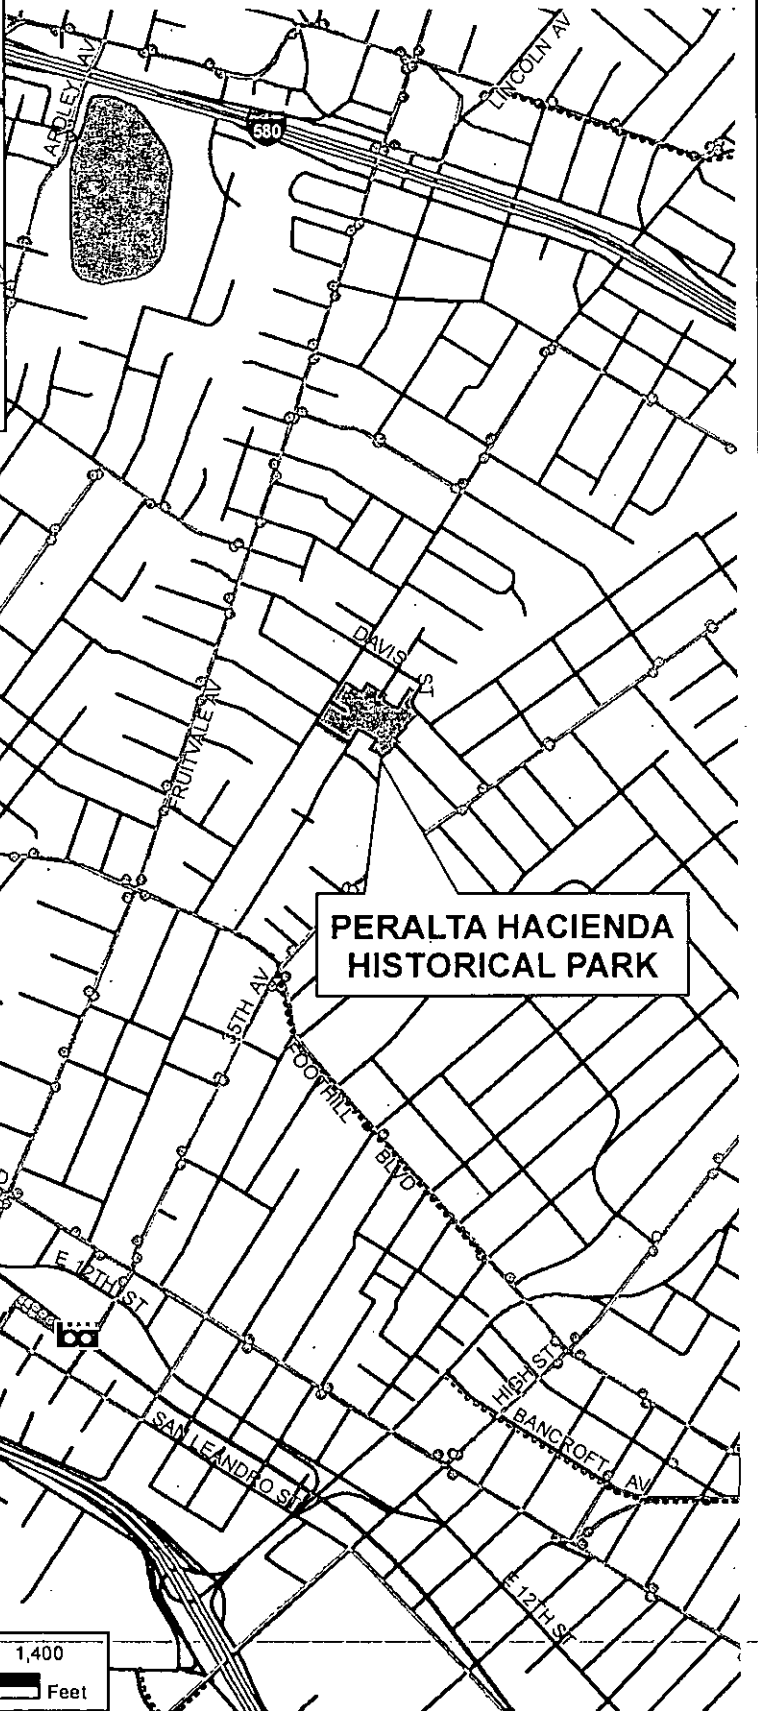 LINCOLN AV
ARDLEY AV
580
DAVIS ST
FRUITVALE AV
PERALTA HACIENDA
HISTORICAL PARK
35TH AV
FOOTHILL BLVD
E 12TH ST
ba
HIGH ST
BANCROFT AV
SAN LEANDRO ST
E 12TH ST
1,400
Feet